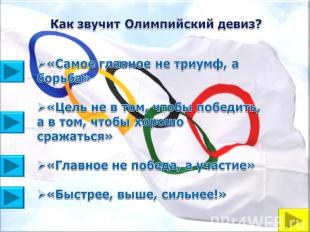 Как звучит Олимпийский девиз?
«Самое главное не триумф, а
борьба»
«Цель не в том, чтобы победить,
а в том, чтобы хорошо
сражаться»
«Главное не победа, а участие»
«Быстрее, выше, сильнее!»